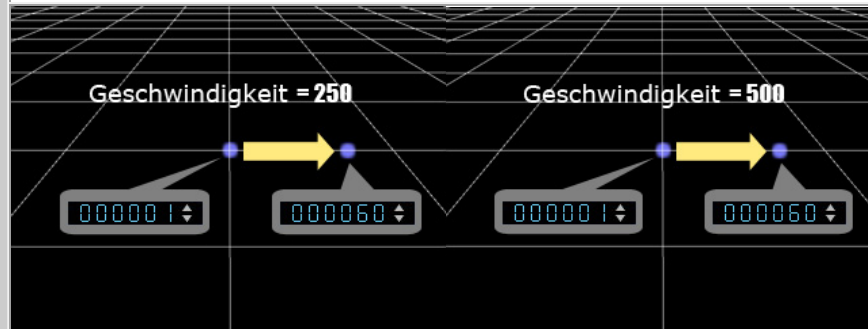 Geschwindigkeit = 250
000001
000060
Geschwindigkeit = 500
000001
000060